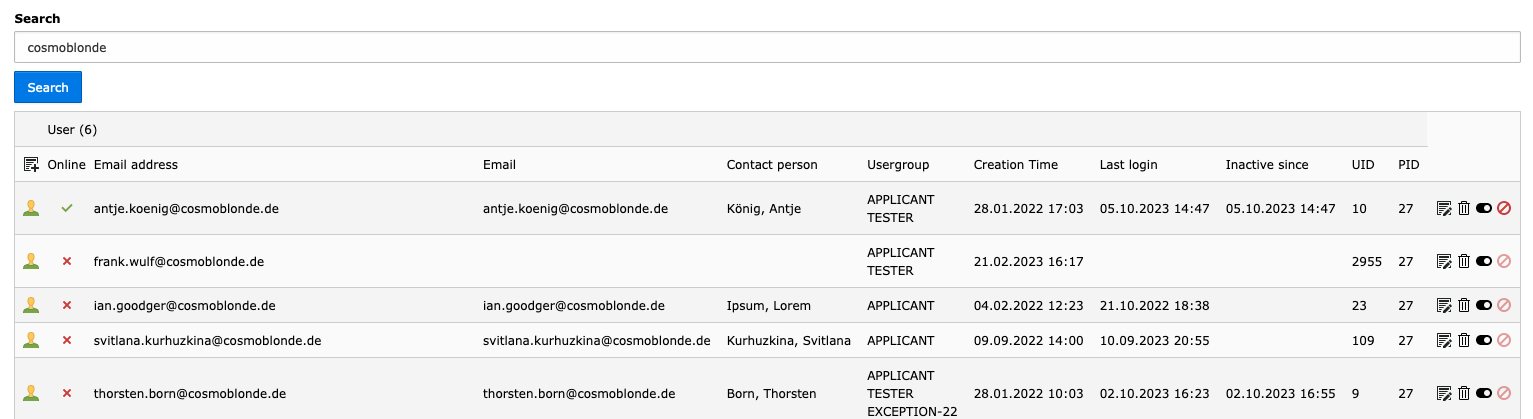 Search
cosmoblonde
Search
User (6)
Online Email address Email Contact person Usergroup Creation Time Last login Inactive since UID PID
antje.koenig@cosmoblonde.de antje.koenig@cosmoblonde.de König, Antje APPLICANT TESTER 28.01.2022 17:03 05.10.2023 14:47 05.10.2023 14:47 10 27
frank.wulf@cosmoblonde.de APPLICANT TESTER 21.02.2023 16:17 2955 27
ian.goodger@cosmoblonde.de ian.goodger@cosmoblonde.de Ipsum, Lorem APPLICANT 04.02.2022 12:23 21.10.2022 18:38 23 27
svitlana.kurhuzkina@cosmoblonde.de svitlana.kurhuzkina@cosmoblonde.de Kurhuzkina, Svitlana APPLICANT 09.09.2022 14:00 10.09.2023 20:55 109 27
thorsten.born@cosmoblonde.de thorsten.born@cosmoblonde.de Born, Thorsten APPLICANT TESTER EXCEPTION-22 28.01.2022 10:03 02.10.2023 16:23 02.10.2023 16:55 9 27